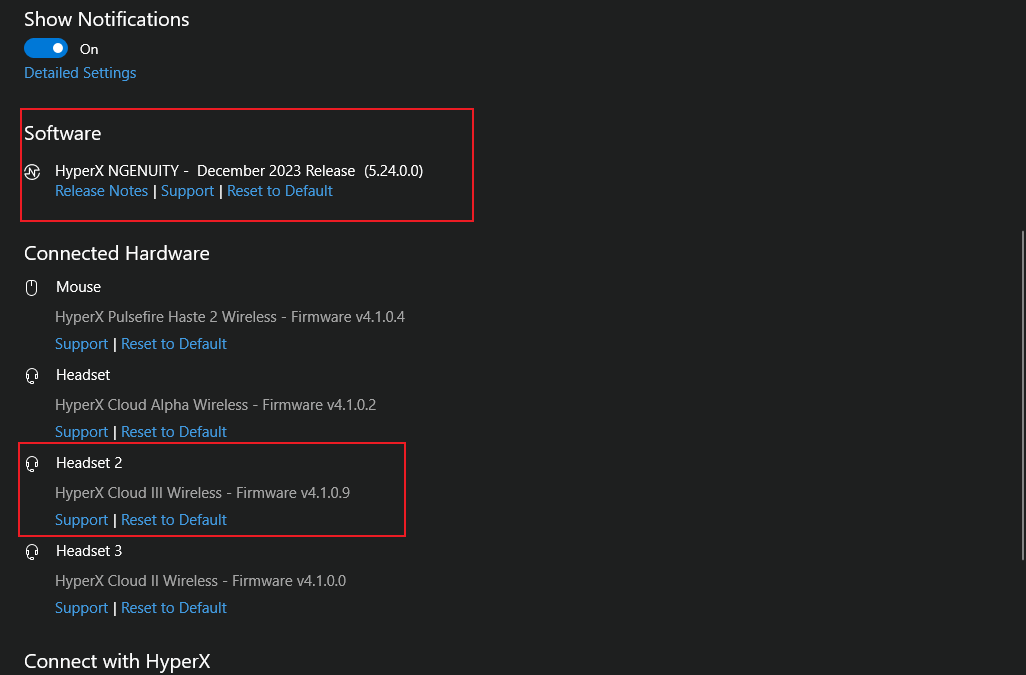 Show Notifications
On
Detailed Settings
Software
HyperX NGENUITY - December 2023 Release (5.24.0.0)
Release Notes | Support | Reset to Default
Connected Hardware
Mouse
HyperX Pulsefire Haste 2 Wireless - Firmware v4.1.0.4
Support | Reset to Default
Headset
HyperX Cloud Alpha Wireless - Firmware v4.1.0.2
Support | Reset to Default
Headset 2
HyperX Cloud III Wireless - Firmware v4.1.0.9
Support | Reset to Default
Headset 3
HyperX Cloud II Wireless - Firmware v4.1.0.0
Support | Reset to Default
Connect with HyperX